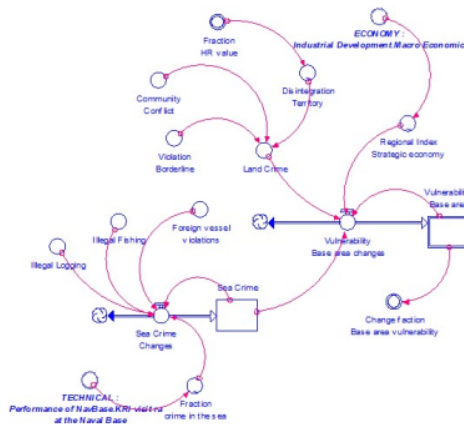 Fraction
HR value
ECONOMY :
Industrial Development.Macro Economic
Disintegration
Territory
Community
Conflict
Regional Index
Strategic economy
Violation
Borderline
Land Crime
Vulnerability
Base area
Illegal Fishing
Foreign vessel
violations
Vulnerability
Base area changes
Illegal Logging
Sea Crime
Sea Crime
Changes
Change faction
Base area vulnerability
TECHNICAL :
Performance of NavBase.KRI visit ra
at the Naval Base
Fraction
crime in the sea